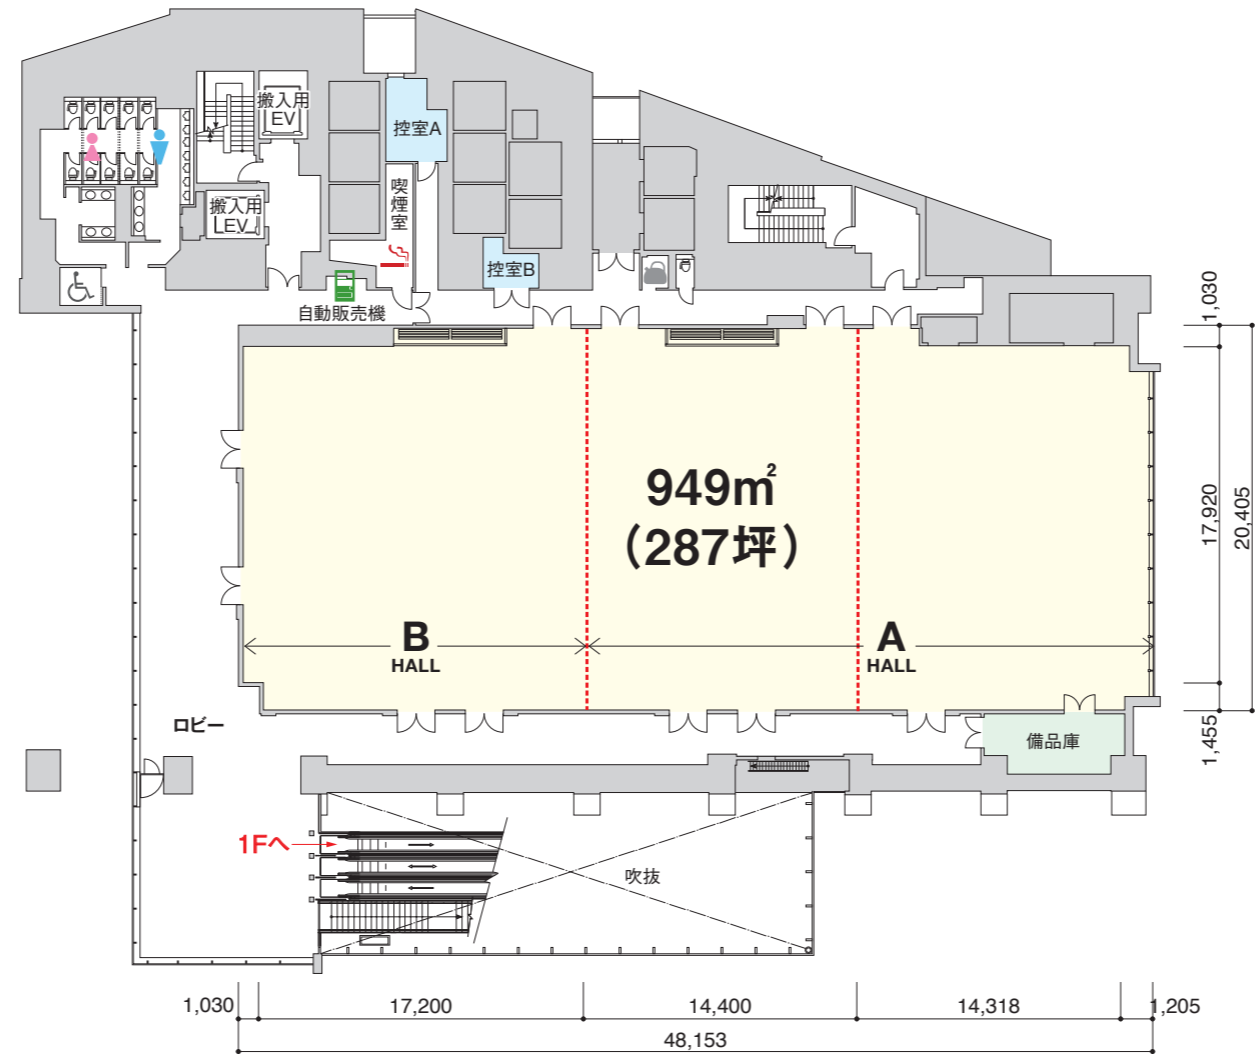 搬入用
EV
控室A
喫煙室
搬入用
EV
控室B
自動販売機
1,030
949㎡
(287坪)
17,920
20,405
B
HALL
A
HALL
ロビー
備品庫
1,455
1Fへ
吹抜
1,030
17,200
14,400
14,318
1,205
48,153